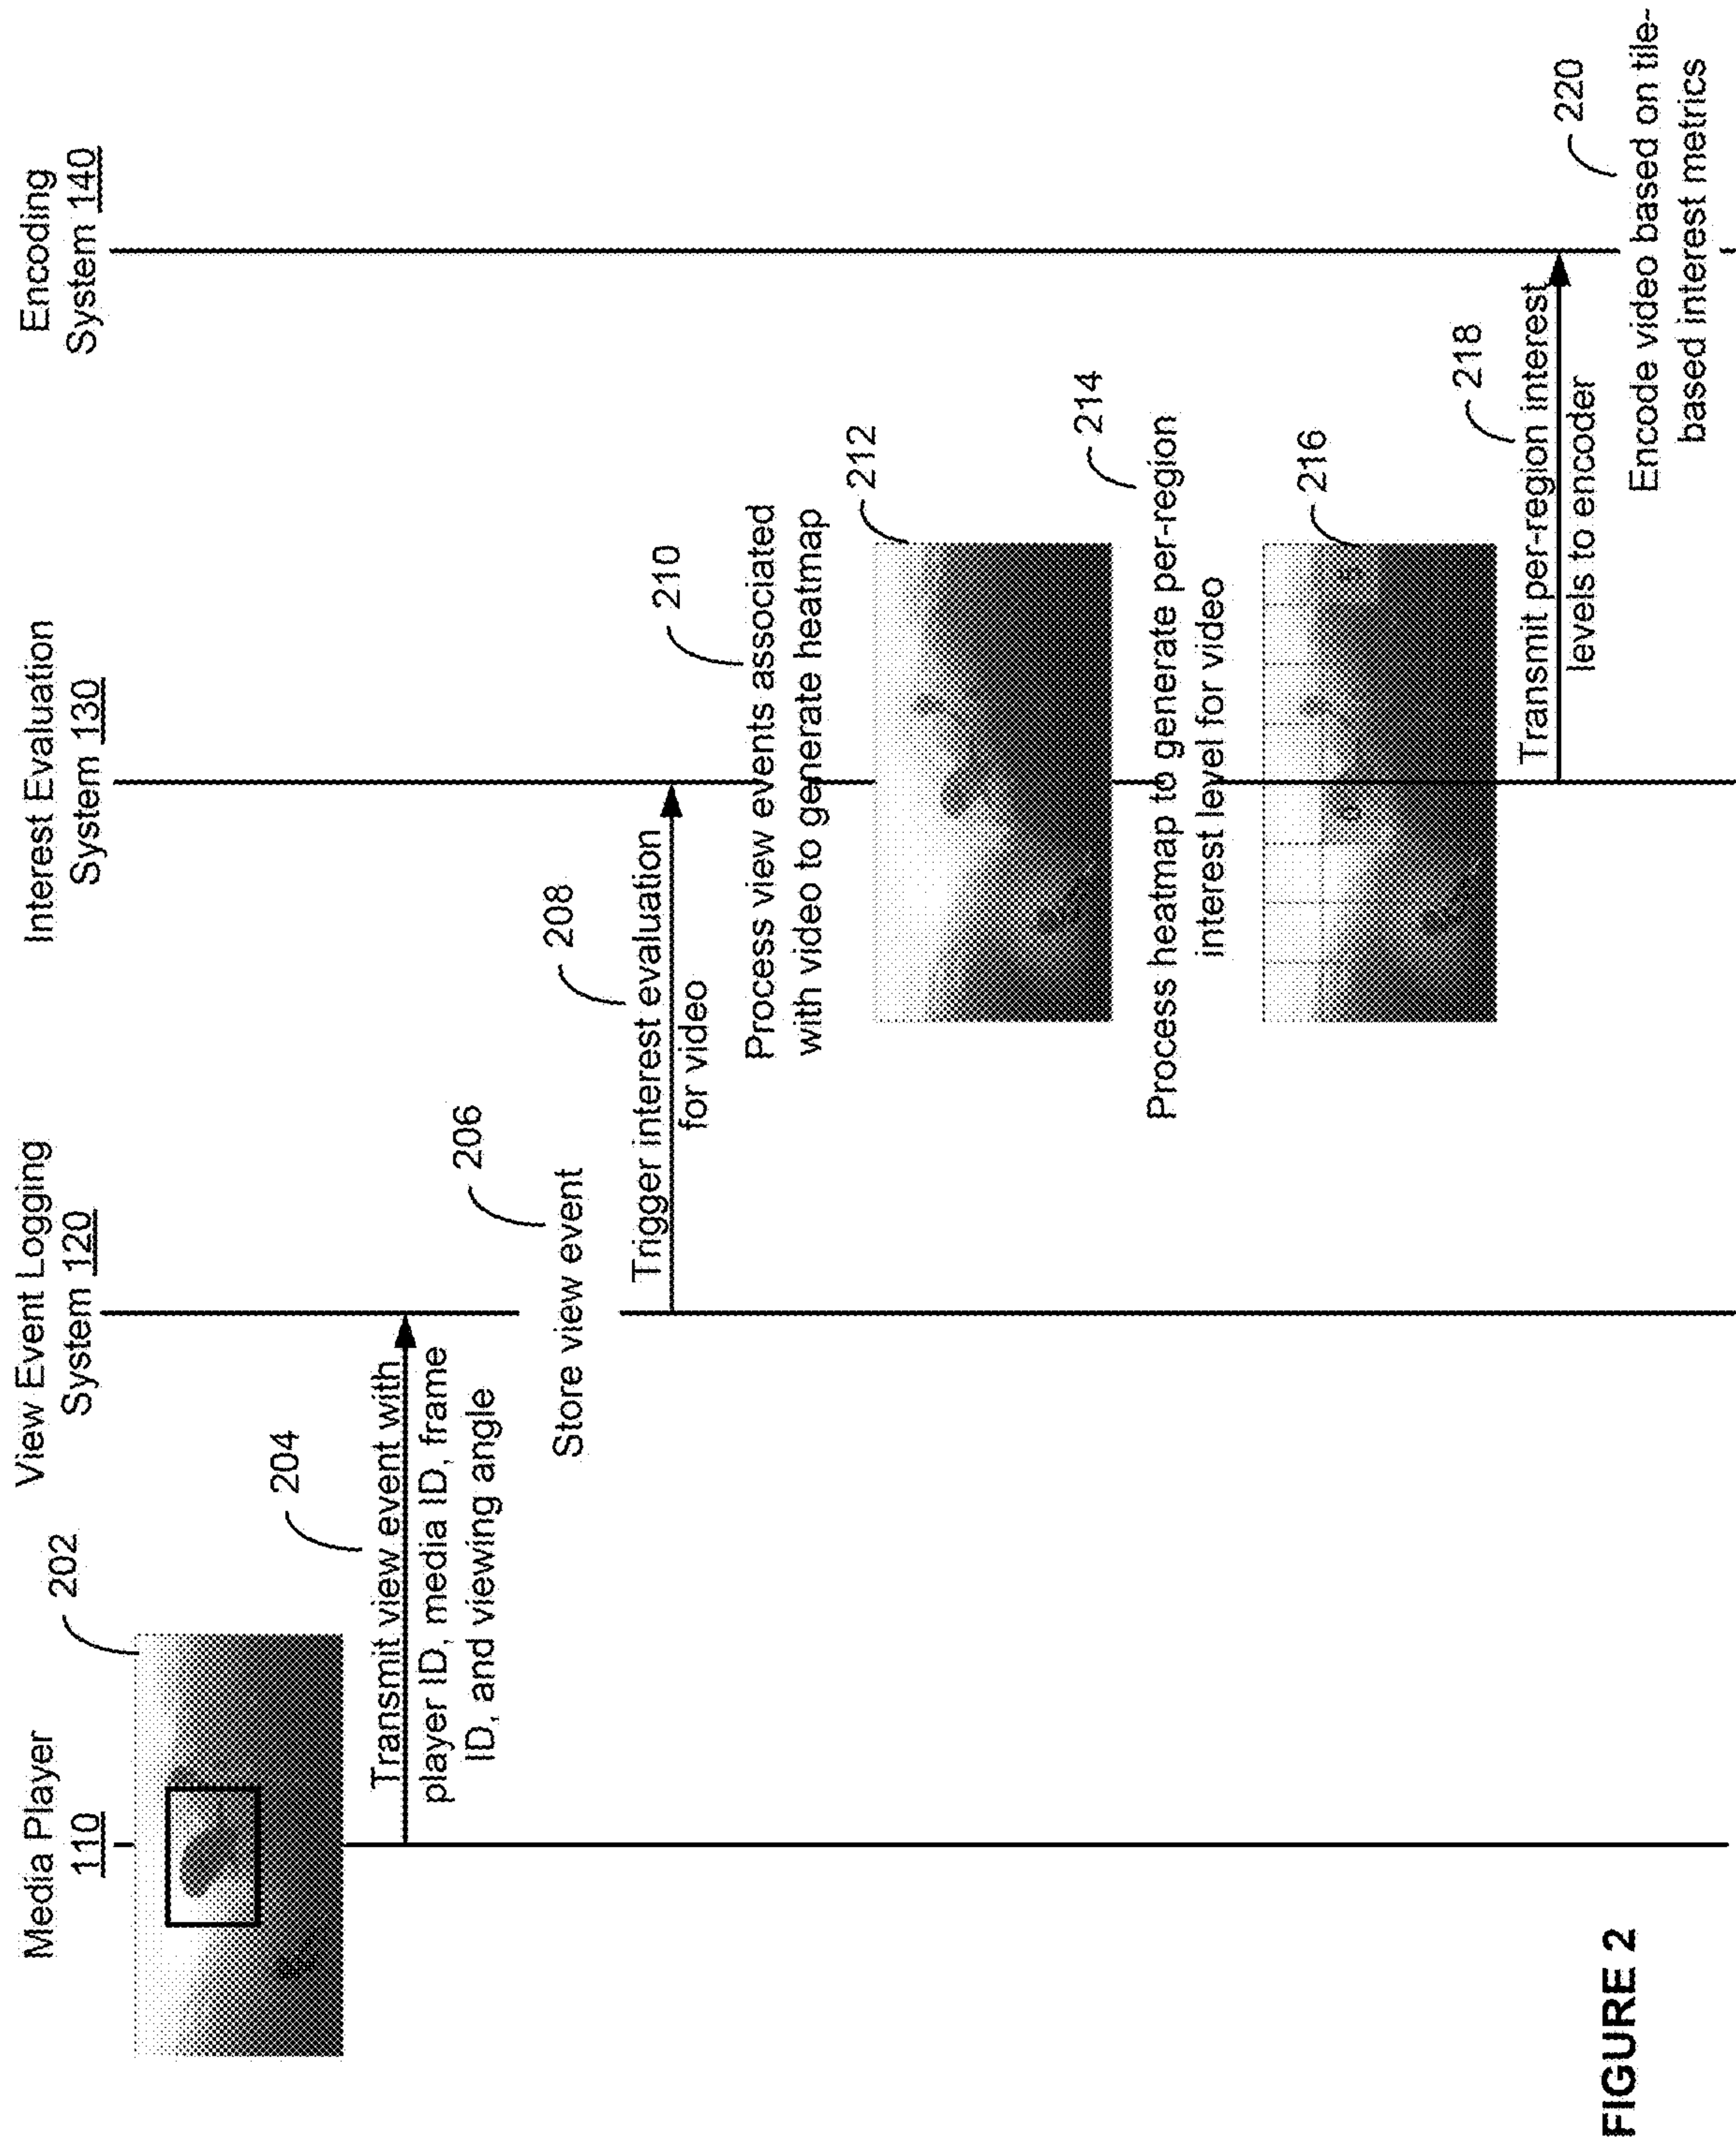 Media Player
110
View Event Logging
System 120
Interest Evaluation
System 130
Encoding
System 140
202
204
Transmit view event with
player ID, media ID, frame
ID, and viewing angle
206
Store view event
208
Trigger interest evaluation
for video
210
Process view events associated
with video to generate heatmap
212
214
Process heatmap to generate per-region
interest level for video
216
218
Transmit per-region interest
levels to encoder
220
Encode video based on tile-
based interest metrics
FIGURE 2